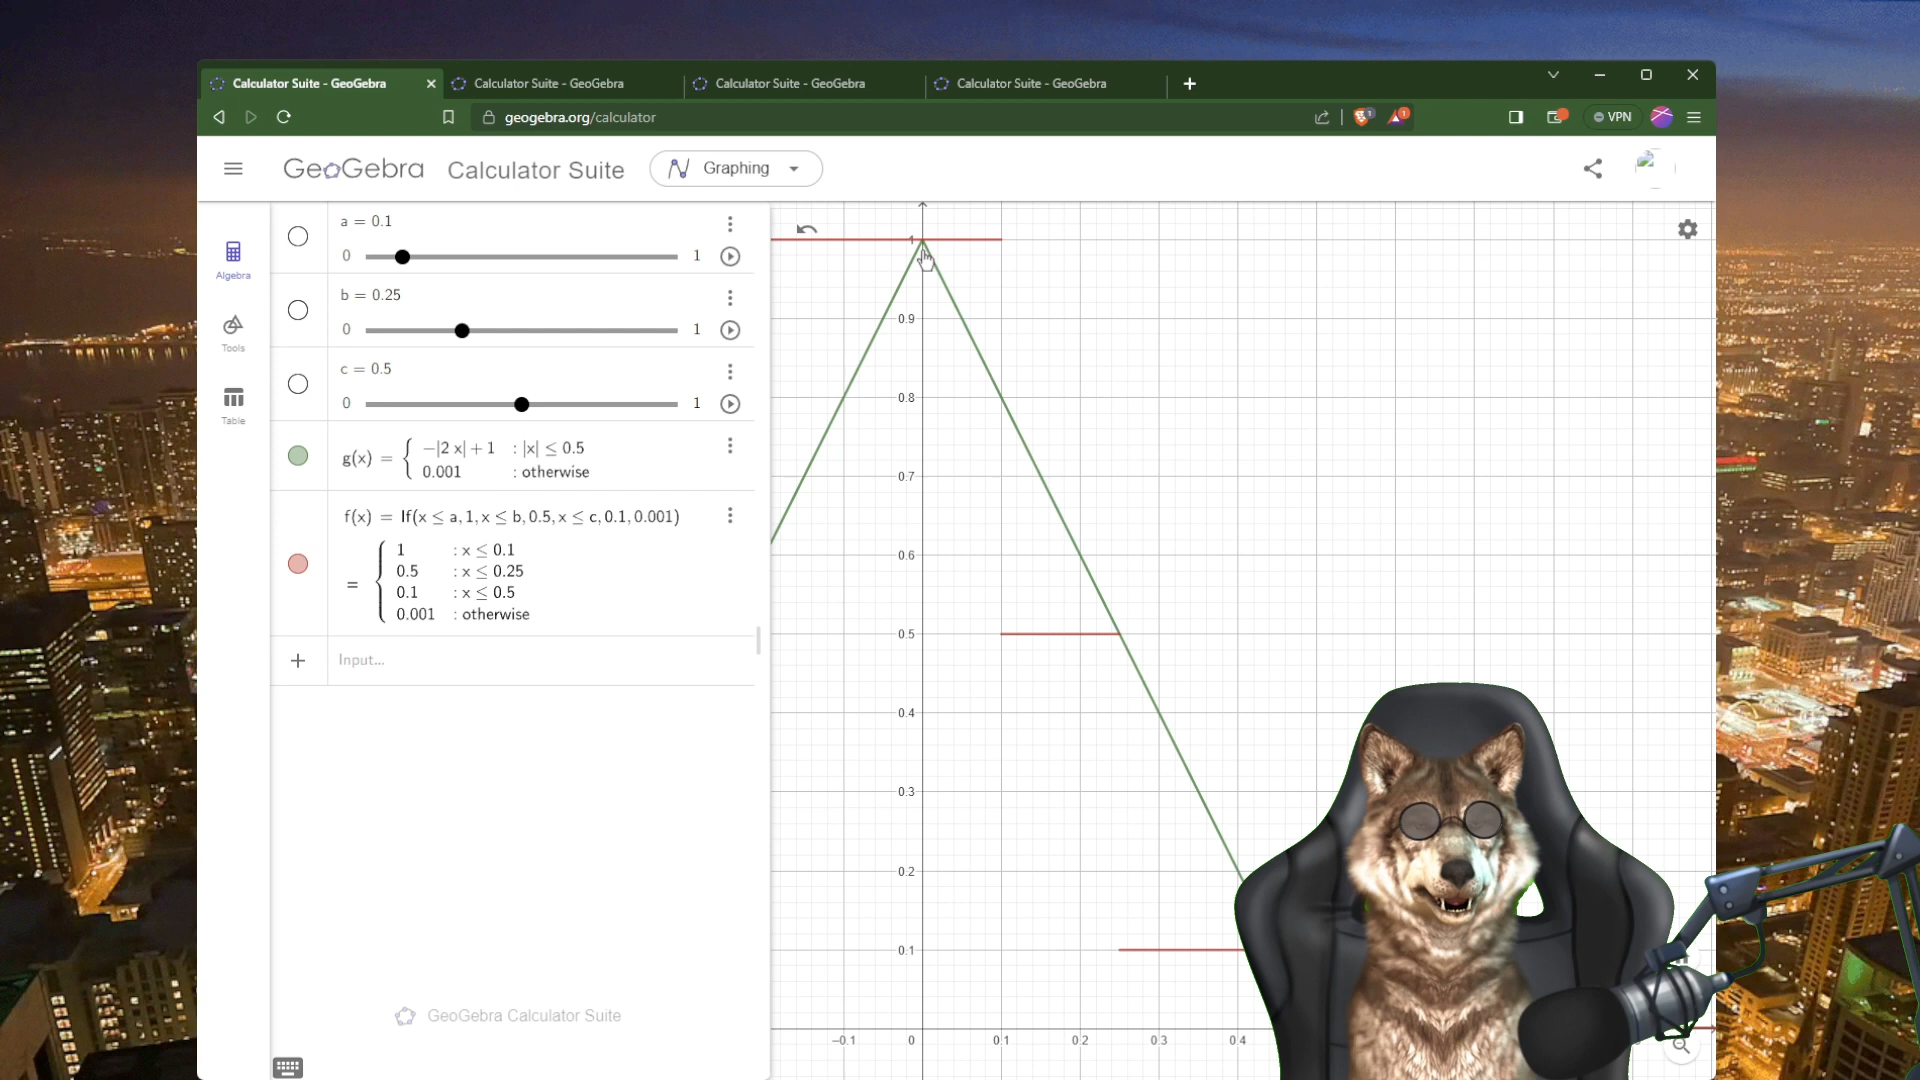 Calculator Suite - GeoGebra
Calculator Suite - GeoGebra
Calculator Suite - GeoGebra
Calculator Suite - GeoGebra
geogebra.org/calculator
1
1
VPN
GeoGebra Calculator Suite
Graphing
Algebra
Tools
Table
a = 0.1
0 1
b = 0.25
0 1
c = 0.5
0 1
g(x) = { −|2 x| + 1 : |x| ≤ 0.5
0.001 : otherwise
f(x) = If(x ≤ a, 1, x ≤ b, 0.5, x ≤ c, 0.1, 0.001)
= { 1 : x ≤ 0.1
0.5 : x ≤ 0.25
0.1 : x ≤ 0.5
0.001 : otherwise
+ Input...
GeoGebra Calculator Suite
1
0.9
0.8
0.7
0.6
0.5
0.4
0.3
0.2
0.1
−0.1 0 0.1 0.2 0.3 0.4